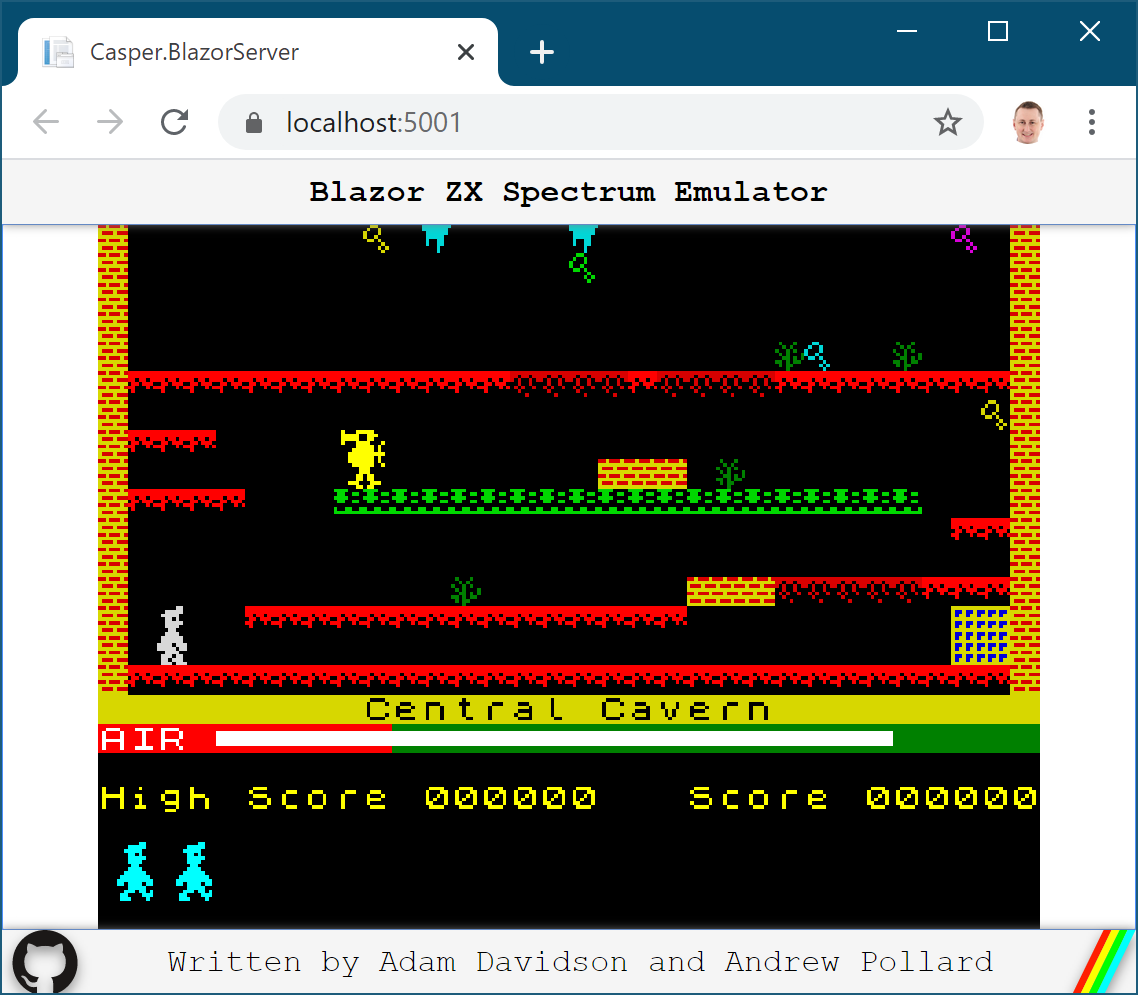 Casper.BlazorServer
localhost:5001
Blazor ZX Spectrum Emulator
Central Cavern
AIR
High Score 000000 Score 000000
Written by Adam Davidson and Andrew Pollard